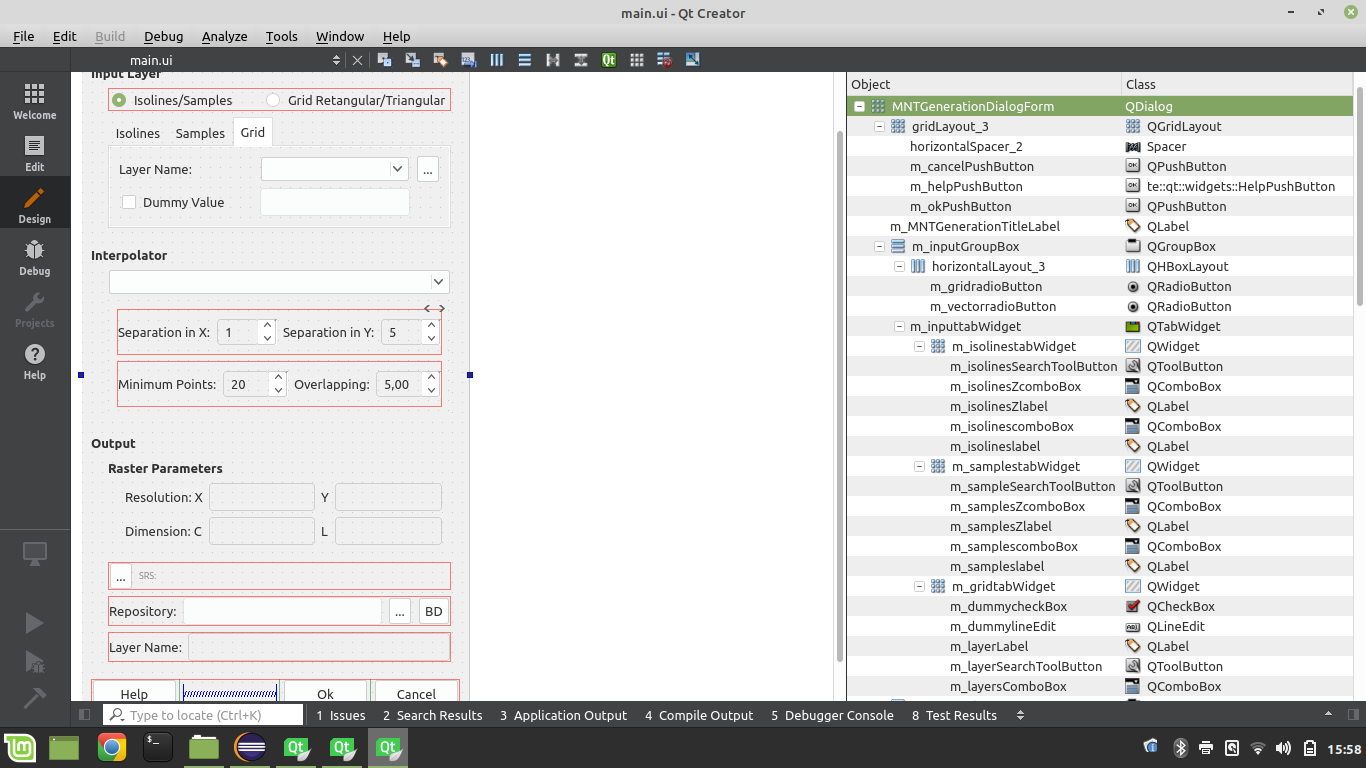 main.ui - Qt Creator
File Edit Build Debug Analyze Tools Window Help
main.ui
Welcome
Edit
Design
Debug
Projects
Help
Input Layer
Isolines/Samples Grid Retangular/Triangular
Isolines Samples Grid
Layer Name: ...
Dummy Value
Interpolator
Separation in X: 1 Separation in Y: 5
Minimum Points: 20 Overlapping: 5,00
Output
Raster Parameters
Resolution: X Y
Dimension: C L
... SRS:
Repository: ... BD
Layer Name:
Help Ok Cancel
Object Class
MNTGenerationDialogForm QDialog
gridLayout_3 QGridLayout
horizontalSpacer_2 Spacer
m_cancelPushButton QPushButton
m_helpPushButton te::qt::widgets::HelpPushButton
m_okPushButton QPushButton
m_MNTGenerationTitleLabel QLabel
m_inputGroupBox QGroupBox
horizontalLayout_3 QHBoxLayout
m_gridradioButton QRadioButton
m_vectorradioButton QRadioButton
m_inputtabWidget QTabWidget
m_isolinestabWidget QWidget
m_isolinesSearchToolButton QToolButton
m_isolinesZcomboBox QComboBox
m_isolinesZlabel QLabel
m_isolinescomboBox QComboBox
m_isolineslabel QLabel
m_samplestabWidget QWidget
m_sampleSearchToolButton QToolButton
m_samplesZcomboBox QComboBox
m_samplesZlabel QLabel
m_samplescomboBox QComboBox
m_sampleslabel QLabel
m_gridtabWidget QWidget
m_dummycheckBox QCheckBox
m_dummylineEdit QLineEdit
m_layerLabel QLabel
m_layerSearchToolButton QToolButton
m_layersComboBox QComboBox
Type to locate (Ctrl+K) 1 Issues 2 Search Results 3 Application Output 4 Compile Output 5 Debugger Console 8 Test Results
15:58